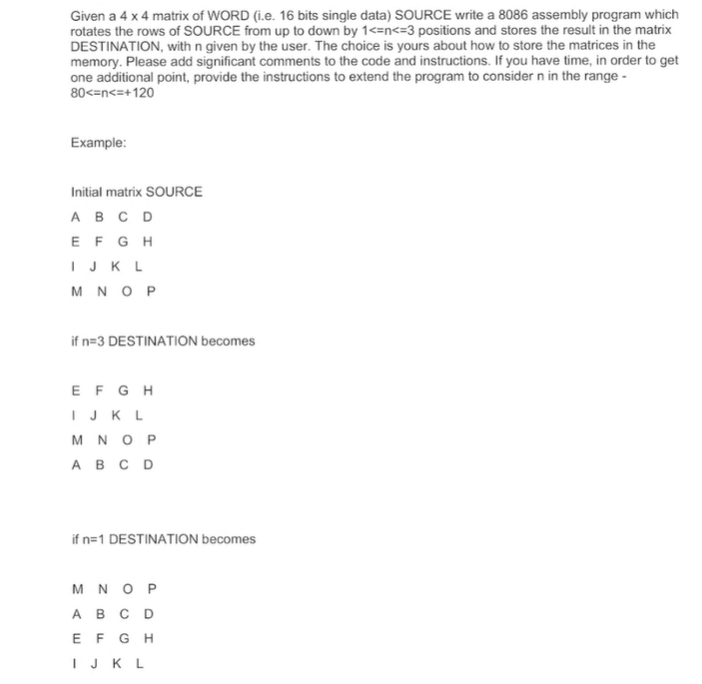 Given a 4 x 4 matrix of WORD (i.e. 16 bits single data) SOURCE write a 8086 assembly program which
rotates the rows of SOURCE from up to down by 1<=n<=3 positions and stores the result in the matrix
DESTINATION, with n given by the user. The choice is yours about how to store the matrices in the
memory. Please add significant comments to the code and instructions. If you have time, in order to get
one additional point, provide the instructions to extend the program to consider n in the range -
80<=n<=+120
Example:
Initial matrix SOURCE
A B C D
E F G H
I J K L
M N O P
if n=3 DESTINATION becomes
E F G H
I J K L
M N O P
A B C D
if n=1 DESTINATION becomes
M N O P
A B C D
E F G H
I J K L